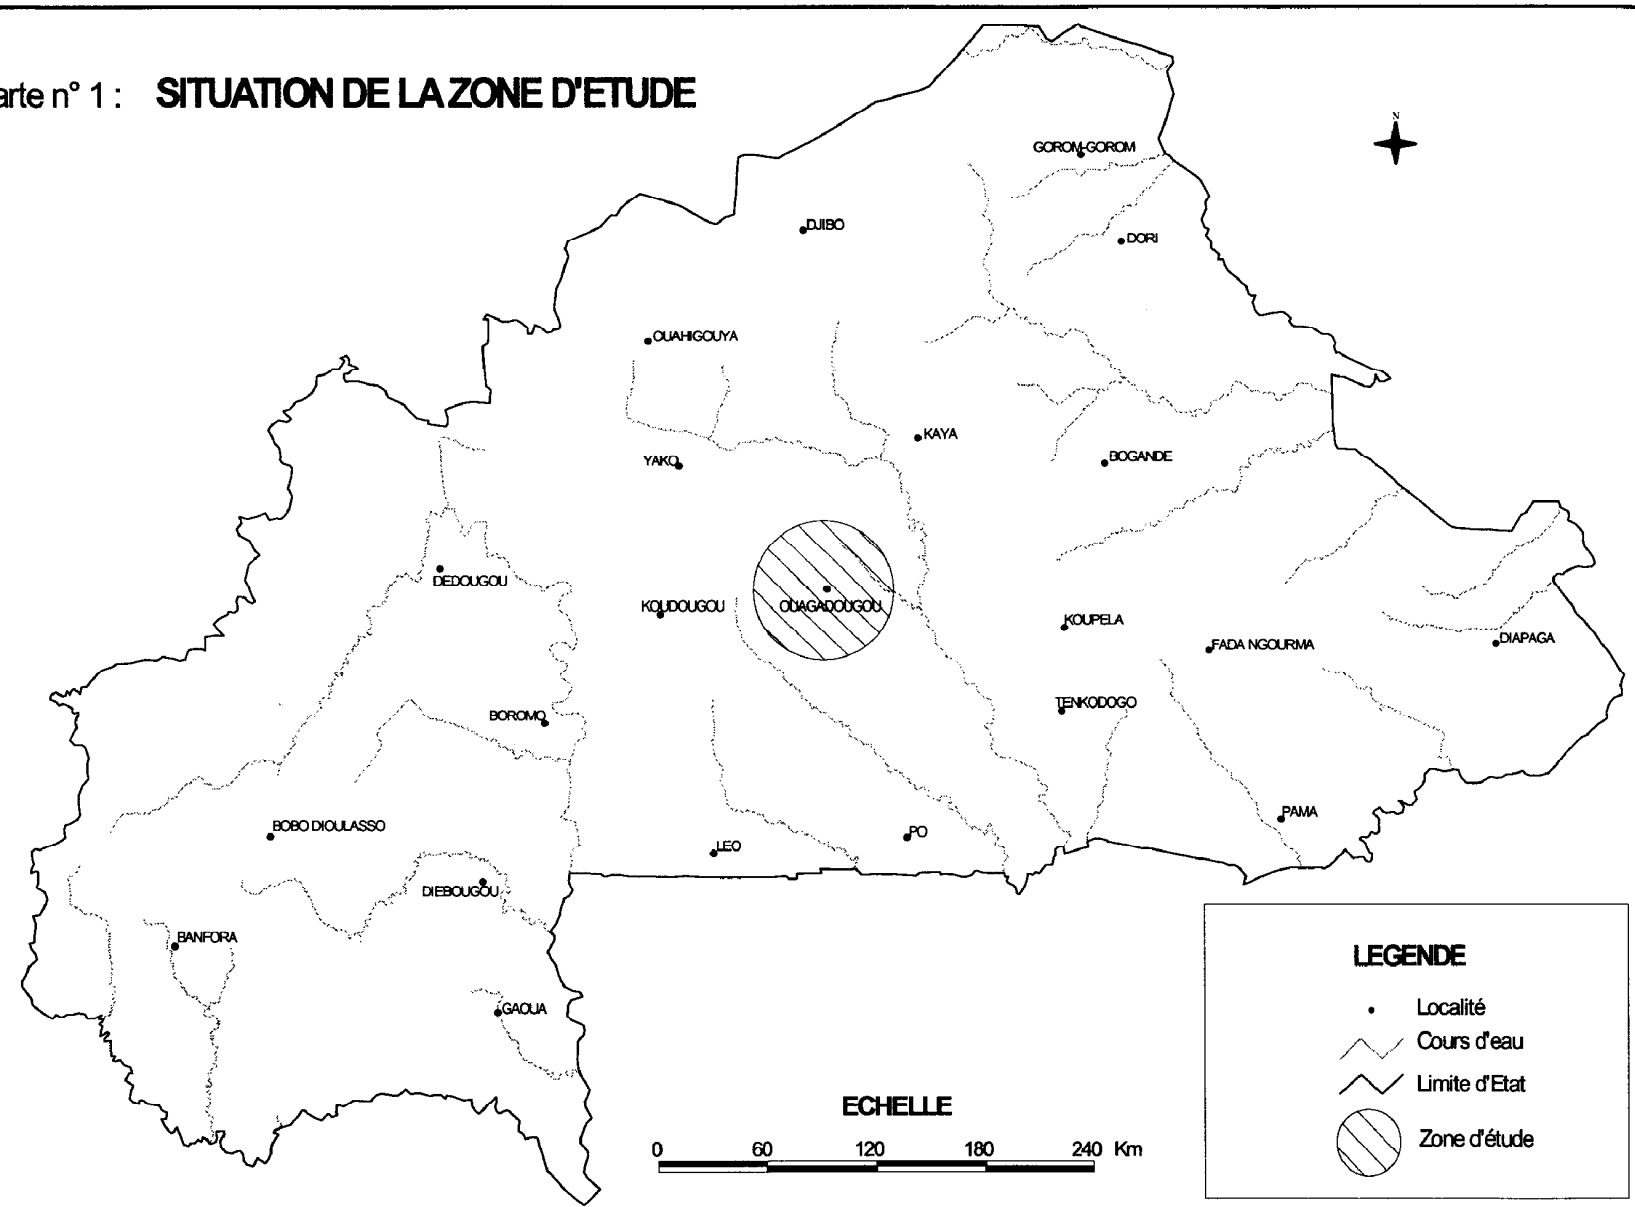 arte n° 1 : SITUATION DE LA ZONE D'ETUDE
N
GOROM-GOROM
DJIBO
DORI
OUAHIGOUYA
KAYA
YAKO
BOGANDE
DEDOUGOU
KOUDOUGOU
OUAGADOUGOU
KOUPELA
FADA NGOURMA
DIAPAGA
TENKODOGO
BOROMO
PAMA
BOBO DIOULASSO
PO
LEO
DIEBOUGOU
BANFORA
GAOUA
LEGENDE
Localité
Cours d'eau
Limite d'Etat
Zone d'étude
ECHELLE
0 60 120 180 240 Km